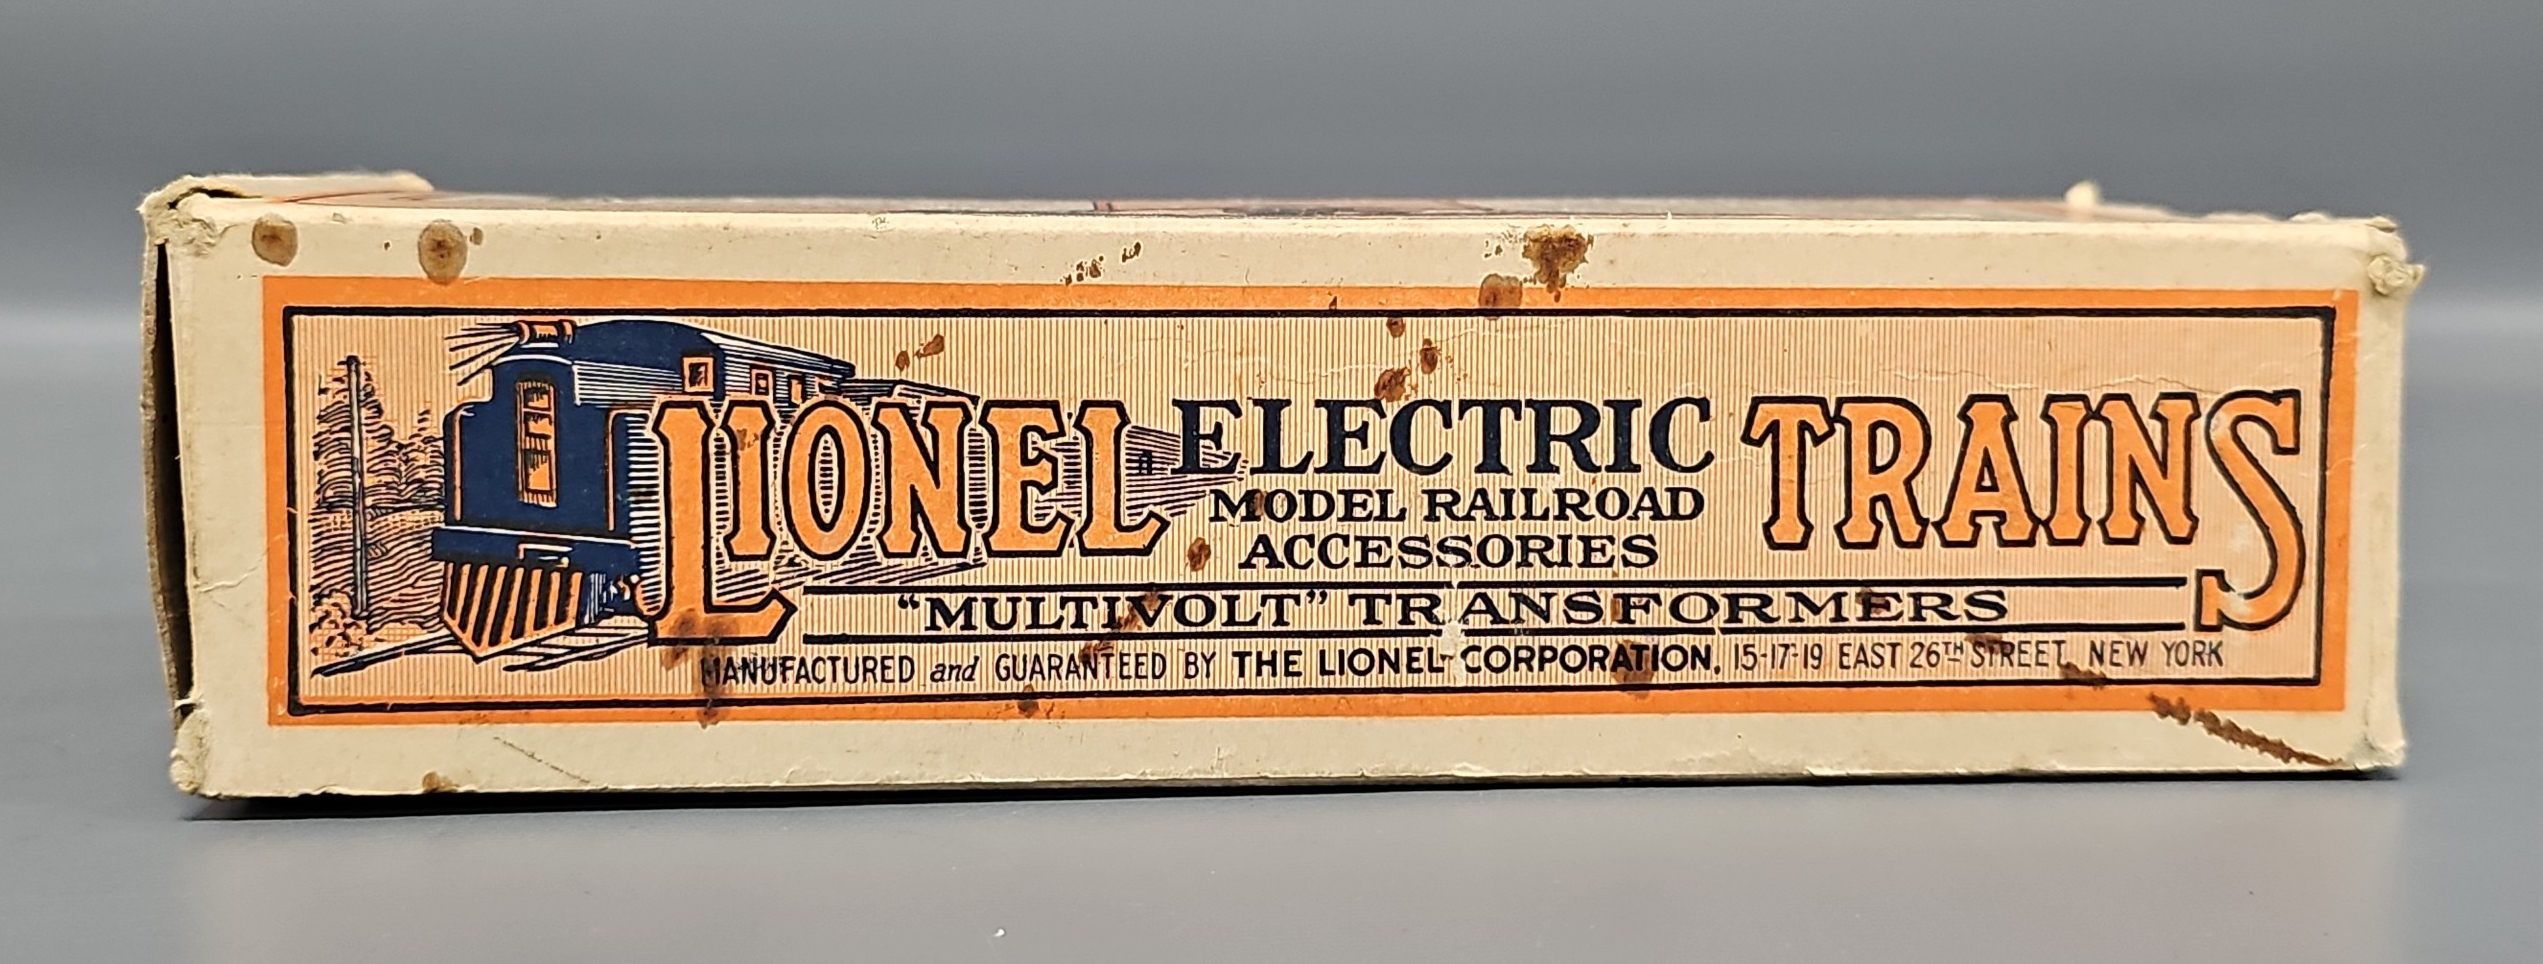 LIONEL ELECTRIC TRAINS
MODEL RAILROAD
ACCESSORIES
"MULTIVOLT" TRANSFORMERS
MANUFACTURED and GUARANTEED BY THE LIONEL CORPORATION, 15-17-19 EAST 26TH STREET, NEW YORK